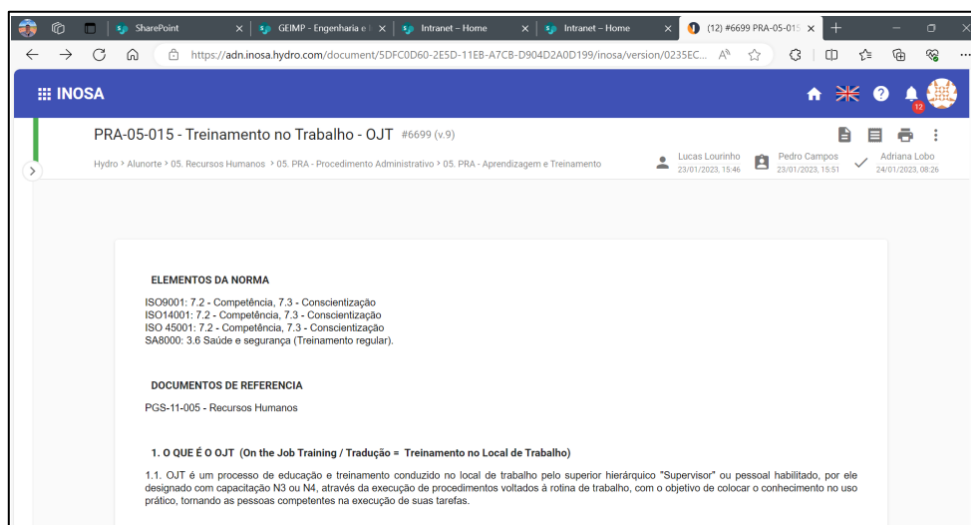 SharePoint
GEIMP - Engenharia e
Intranet – Home
Intranet – Home
(12) #6699 PRA-05-015
https://adn.inosa.hydro.com/document/5DFC0D60-2E5D-11EB-A7CB-D904D2A0D199/inosa/version/0235EC...
INOSA
12
PRA-05-015 - Treinamento no Trabalho - OJT #6699 (v.9)
Hydro > Alunorte > 05. Recursos Humanos > 05. PRA - Procedimento Administrativo > 05. PRA - Aprendizagem e Treinamento
Lucas Lourinho
23/01/2023, 15:46
Pedro Campos
23/01/2023, 15:51
Adriana Lobo
24/01/2023, 08:26
ELEMENTOS DA NORMA
ISO9001: 7.2 - Competência, 7.3 - Conscientização
ISO14001: 7.2 - Competência, 7.3 - Conscientização
ISO 45001: 7.2 - Competência, 7.3 - Conscientização
SA8000: 3.6 Saúde e segurança (Treinamento regular).
DOCUMENTOS DE REFERENCIA
PGS-11-005 - Recursos Humanos
1. O QUE É O OJT (On the Job Training / Tradução = Treinamento no Local de Trabalho)
1.1. OJT é um processo de educação e treinamento conduzido no local de trabalho pelo superior hierárquico "Supervisor" ou pessoal habilitado, por ele
designado com capacitação N3 ou N4, através da execução de procedimentos voltados à rotina de trabalho, com o objetivo de colocar o conhecimento no uso
prático, tornando as pessoas competentes na execução de suas tarefas.